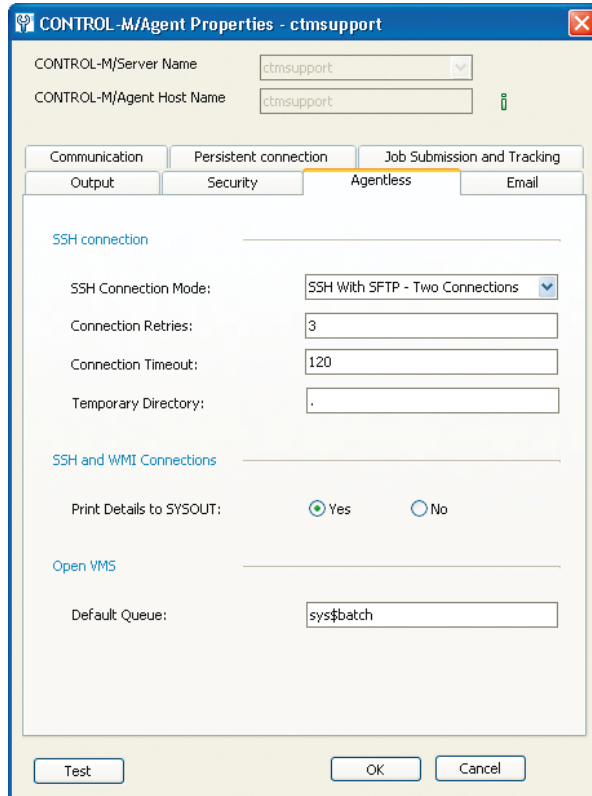 CONTROL-M/Agent Properties - ctmsupport
CONTROL-M/Server Name ctmsupport
CONTROL-M/Agent Host Name ctmsupport
Communication Persistent connection Job Submission and Tracking
Output Security Agentless Email
SSH connection
SSH Connection Mode: SSH With SFTP - Two Connections
Connection Retries: 3
Connection Timeout: 120
Temporary Directory: .
SSH and WMI Connections
Print Details to SYSOUT: Yes No
Open VMS
Default Queue: sys$batch
Test OK Cancel